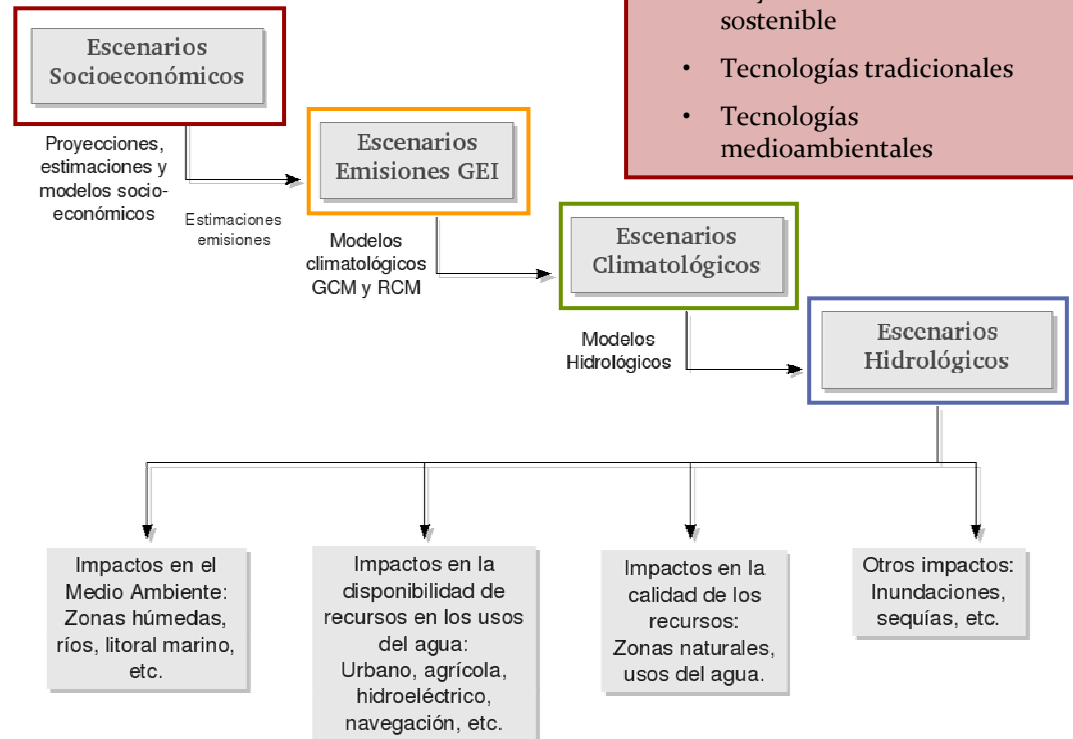 sostenible
• Tecnologías tradicionales
• Tecnologías
medioambientales
Escenarios
Socioeconómicos
Proyecciones,
estimaciones y
modelos socio-
económicos
Estimaciones
emisiones
Escenarios
Emisiones GEI
Modelos
climatológicos
GCM y RCM
Escenarios
Climatológicos
Modelos
Hidrológicos
Escenarios
Hidrológicos
Impactos en el
Medio Ambiente:
Zonas húmedas,
ríos, litoral marino,
etc.
Impactos en la
disponibilidad de
recursos en los usos
del agua:
Urbano, agrícola,
hidroeléctrico,
navegación, etc.
Impactos en la
calidad de los
recursos:
Zonas naturales,
usos del agua.
Otros impactos:
Inundaciones,
sequías, etc.